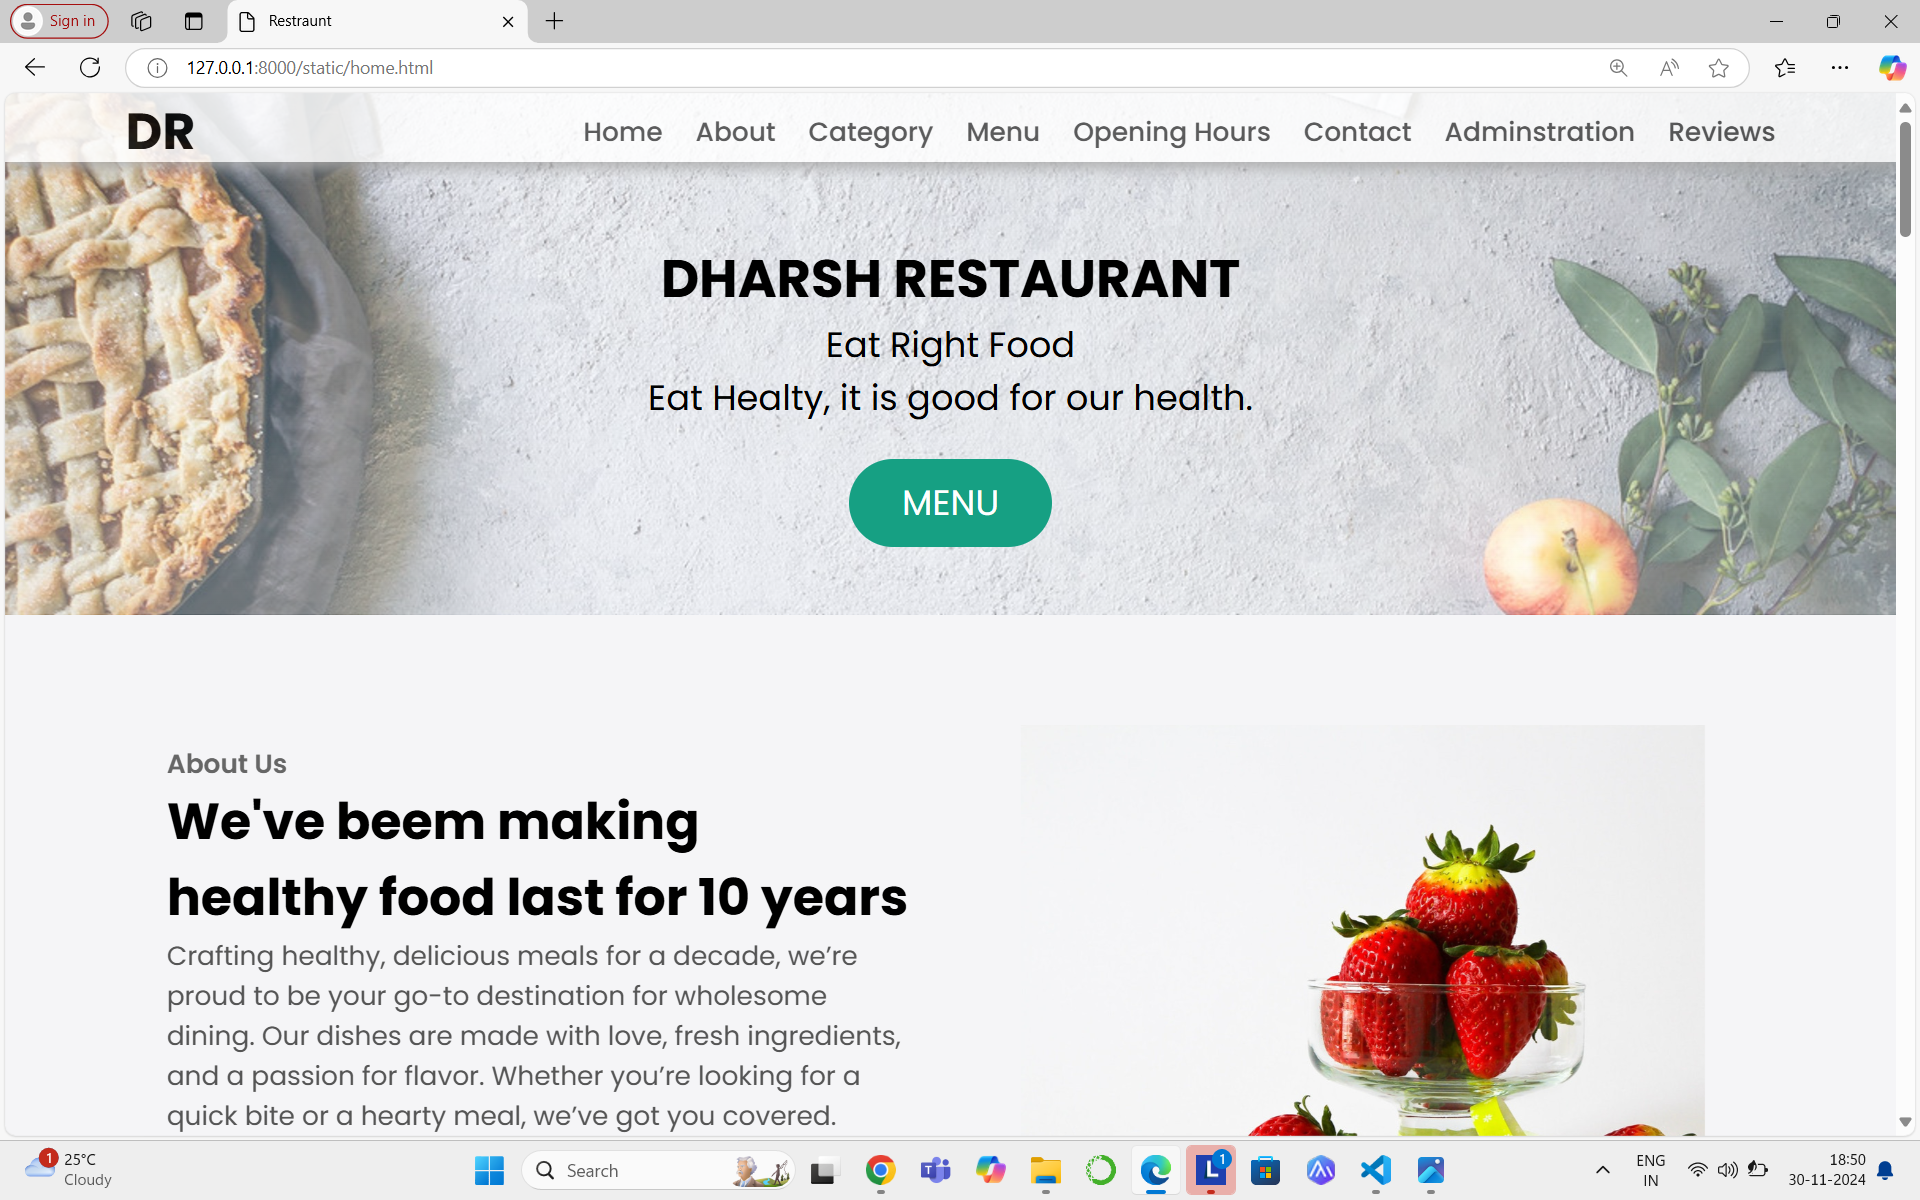 Sign in
Restraunt
127.0.0.1:8000/static/home.html
DR
Home About Category Menu Opening Hours Contact Adminstration Reviews
DHARSH RESTAURANT
Eat Right Food
Eat Healty, it is good for our health.
MENU
About Us
We've beem making
healthy food last for 10 years
Crafting healthy, delicious meals for a decade, we’re
proud to be your go-to destination for wholesome
dining. Our dishes are made with love, fresh ingredients,
and a passion for flavor. Whether you’re looking for a
quick bite or a hearty meal, we’ve got you covered.
1
25°C
Cloudy
Search
L
1
ENG
IN
18:50
30-11-2024